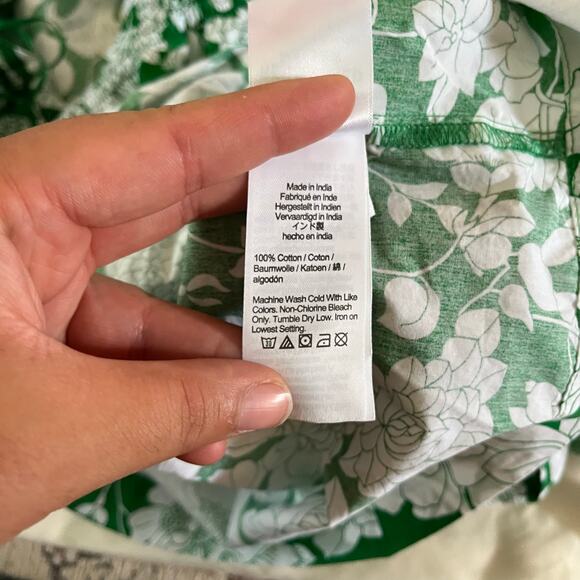 Made in India
Fabriqué en Inde
Hergestellt in Indien
Vervaardigd in India
インド製
hecho en india
100% Cotton / Coton /
Baumwolle / Katoen / 綿 /
algodón
Machine Wash Cold With Like
Colors. Non-Chlorine Bleach
Only. Tumble Dry Low. Iron on
Lowest Setting.